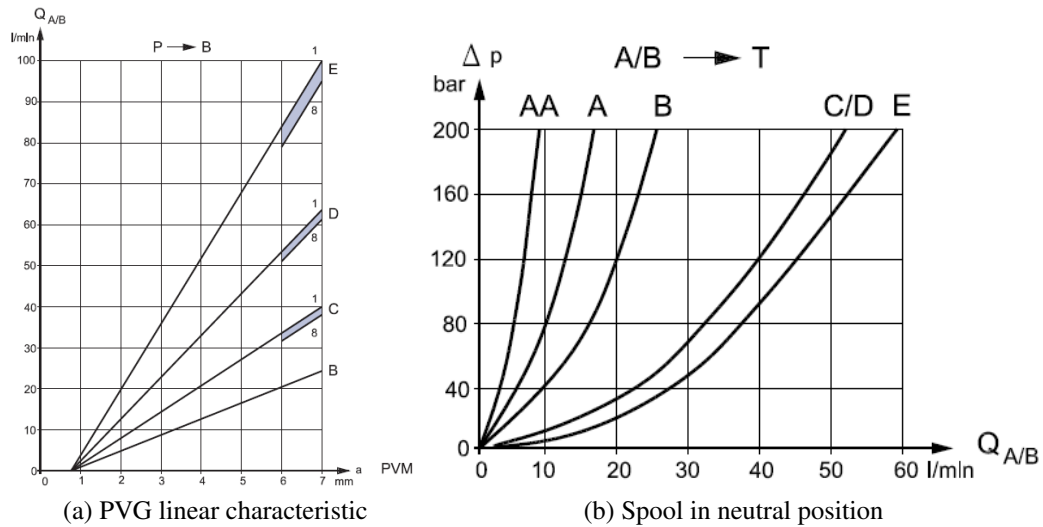 Q A/B
l/mln
P → B
100
90
80
70
60
50
40
30
20
10
0
1
E
8
1
D
8
1
C
8
B
0 1 2 3 4 5 6 7
a
mm
PVM
(a) PVG linear characteristic
Δ p
bar
A/B → T
AA A B C/D E
200
160
120
80
40
0
0 10 20 30 40 50 60 l/mln
Q A/B
(b) Spool in neutral position